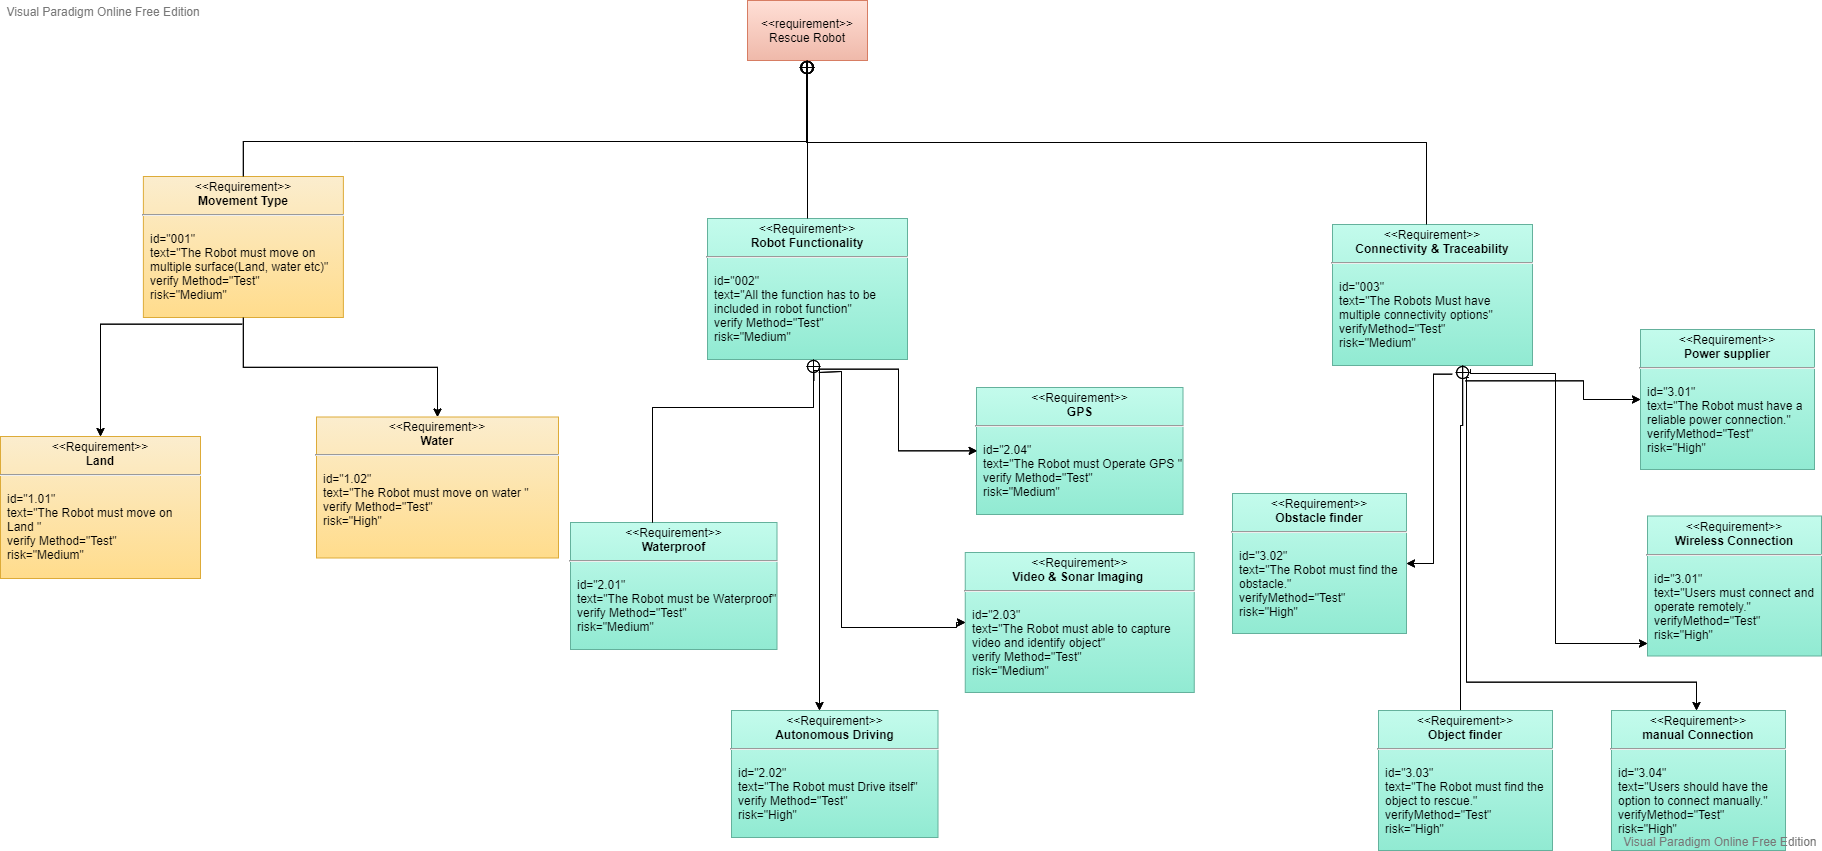 Visual Paradigm Online Free Edition
<<requirement>>
Rescue Robot
<<Requirement>>
Movement Type
id="001"
text="The Robot must move on
multiple surface(Land, water etc)"
verify Method="Test"
risk="Medium"
<<Requirement>>
Robot Functionality
id="002"
text="All the function has to be
included in robot function"
verify Method="Test"
risk="Medium"
<<Requirement>>
Connectivity & Traceability
id="003"
text="The Robots Must have
multiple connectivity options"
verifyMethod="Test"
risk="Medium"
<<Requirement>>
Power supplier
id="3.01"
text="The Robot must have a
reliable power connection."
verifyMethod="Test"
risk="High"
<<Requirement>>
Land
id="1.01"
text="The Robot must move on
Land "
verify Method="Test"
risk="Medium"
<<Requirement>>
Water
id="1.02"
text="The Robot must move on water "
verify Method="Test"
risk="High"
<<Requirement>>
GPS
id="2.04"
text="The Robot must Operate GPS "
verify Method="Test"
risk="Medium"
<<Requirement>>
Waterproof
id="2.01"
text="The Robot must be Waterproof"
verify Method="Test"
risk="Medium"
<<Requirement>>
Video & Sonar Imaging
id="2.03"
text="The Robot must able to capture
video and identify object"
verify Method="Test"
risk="Medium"
<<Requirement>>
Obstacle finder
id="3.02"
text="The Robot must find the
obstacle."
verifyMethod="Test"
risk="High"
<<Requirement>>
Wireless Connection
id="3.01"
text="Users must connect and
operate remotely."
verifyMethod="Test"
risk="High"
<<Requirement>>
Autonomous Driving
id="2.02"
text="The Robot must Drive itself"
verify Method="Test"
risk="High"
<<Requirement>>
Object finder
id="3.03"
text="The Robot must find the
object to rescue."
verifyMethod="Test"
risk="High"
<<Requirement>>
manual Connection
id="3.04"
text="Users should have the
option to connect manually."
verifyMethod="Test"
risk="High"
Visual Paradigm Online Free Edition